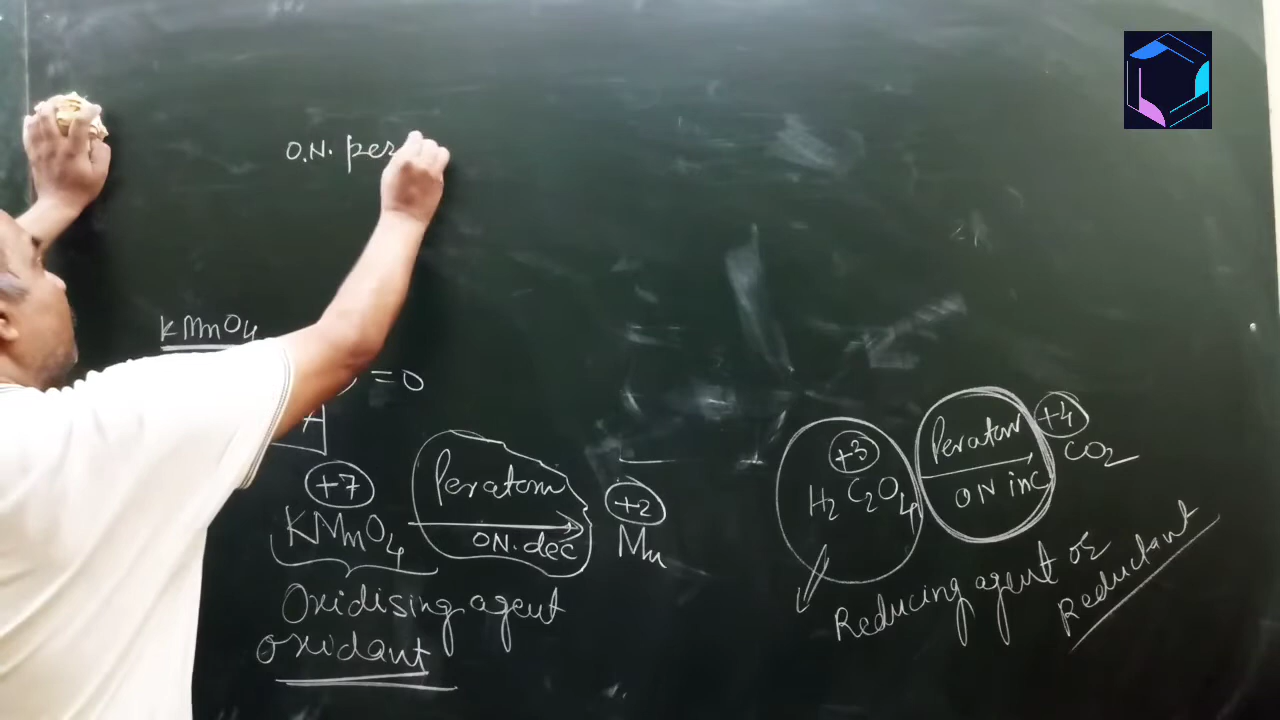 O.N. per
KMnO4
=0
A
+7
KMnO4
Per atom
O.N. dec
+2
Mn
Oxidising agent
oxidant
+3
H2C2O4
Per atom
ON inc
+4
CO2
Reducing agent or
Reductant